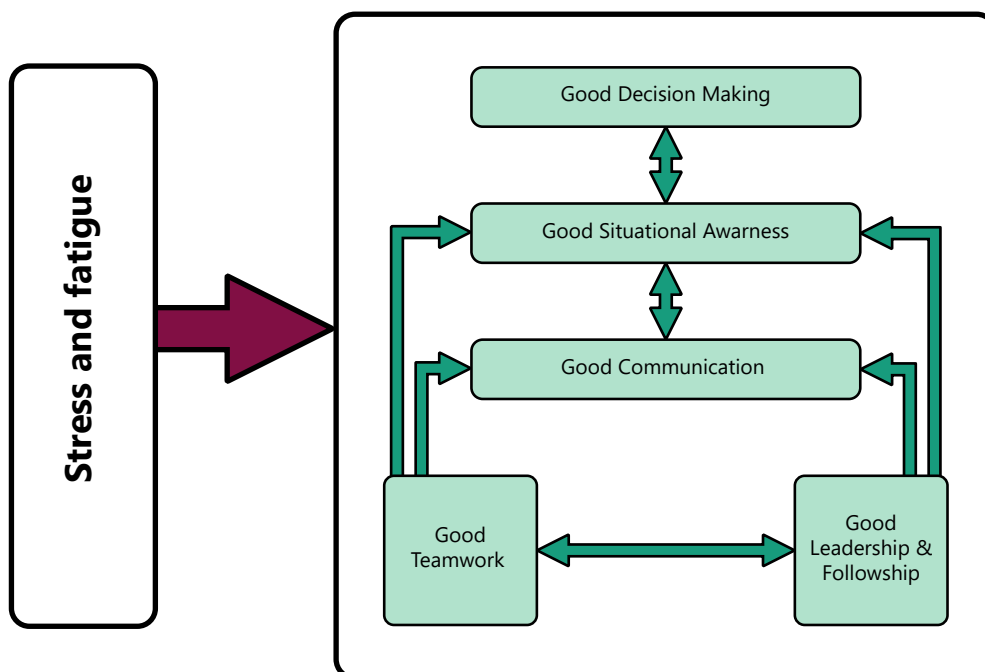 Stress and fatigue
Good Decision Making
Good Situational Awarness
Good Communication
Good
Teamwork
Good
Leadership &
Followship